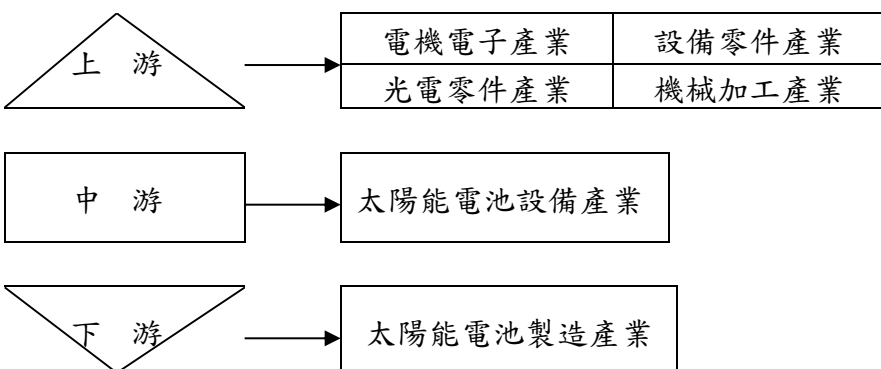 上 游
電機電子產業 設備零件產業
光電零件產業 機械加工產業
中 游
太陽能電池設備產業
下 游
太陽能電池製造產業